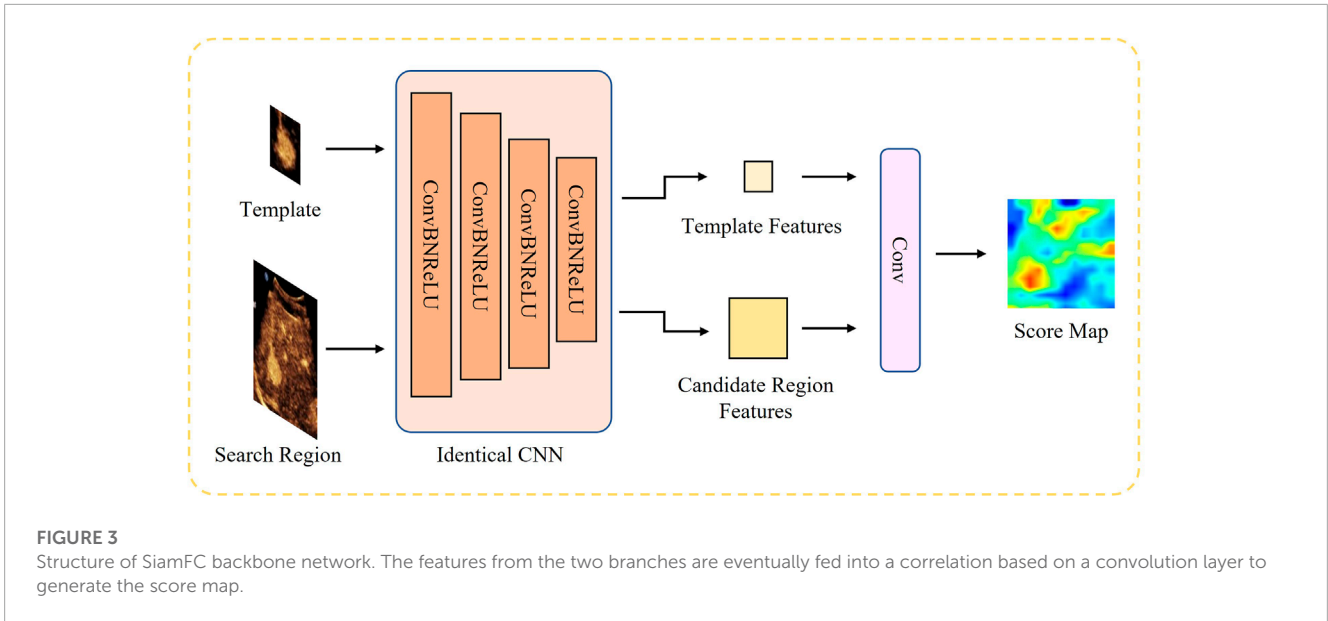 Template
Search Region
ConvBNReLU
ConvBNReLU
ConvBNReLU
ConvBNReLU
Identical CNN
Template Features
Candidate Region
Features
Conv
Score Map
FIGURE 3
Structure of SiamFC backbone network. The features from the two branches are eventually fed into a correlation based on a convolution layer to
generate the score map.